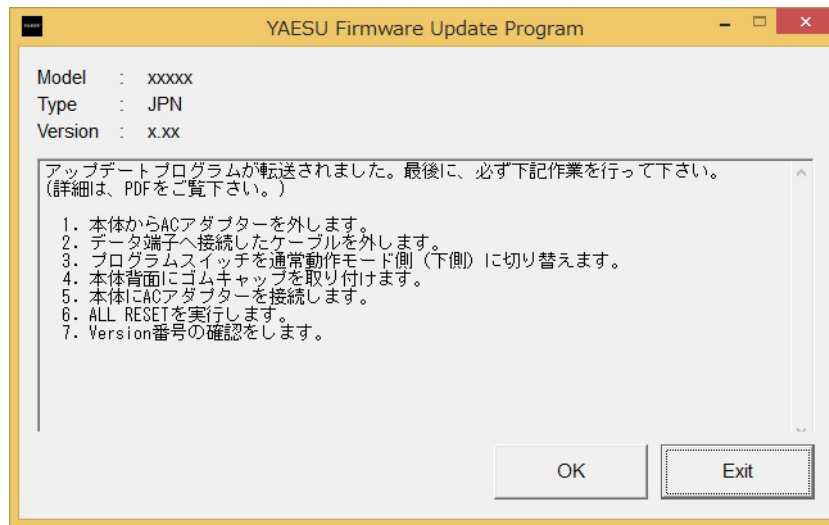 YAESU Firmware Update Program
Model : xxxxx
Type : JPN
Version : x.xx
アップデートプログラムが転送されました。最後に、必ず下記作業を行って下さい。
(詳細は、PDFをご覧下さい。)
1. 本体からACアダプターを外します。
2. データ端子へ接続したケーブルを外します。
3. プログラムスイッチを通常動作モード側（下側）に切り替えます。
4. 本体背面にゴムキャップを取り付けます。
5. 本体にACアダプターを接続します。
6. ALL RESETを実行します。
7. Version番号の確認をします。
OK
Exit